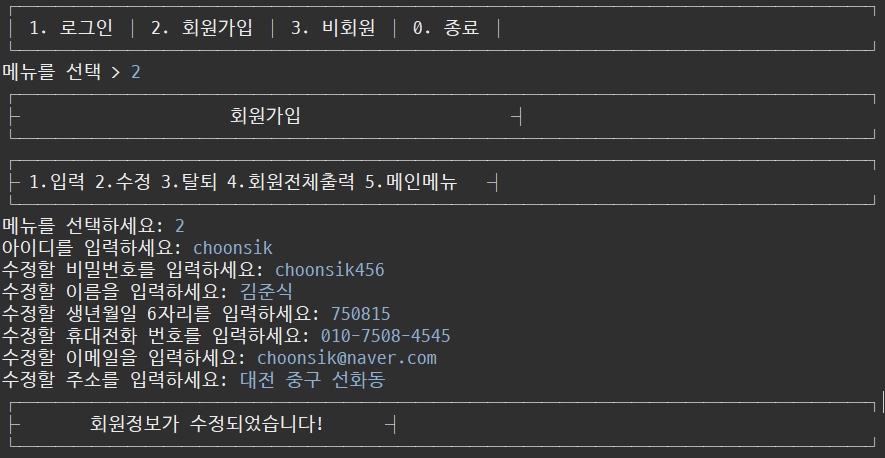 1. 로그인 | 2. 회원가입 | 3. 비회원 | 0. 종료 |
메뉴를 선택 > 2
회원가입
1.입력 2.수정 3.탈퇴 4.회원전체출력 5.메인메뉴
메뉴를 선택하세요: 2
아이디를 입력하세요: choonsik
수정할 비밀번호를 입력하세요: choonsik456
수정할 이름을 입력하세요: 김준식
수정할 생년월일 6자리를 입력하세요: 750815
수정할 휴대전화 번호를 입력하세요: 010-7508-4545
수정할 이메일을 입력하세요: choonsik@naver.com
수정할 주소를 입력하세요: 대전 중구 선화동
회원정보가 수정되었습니다!